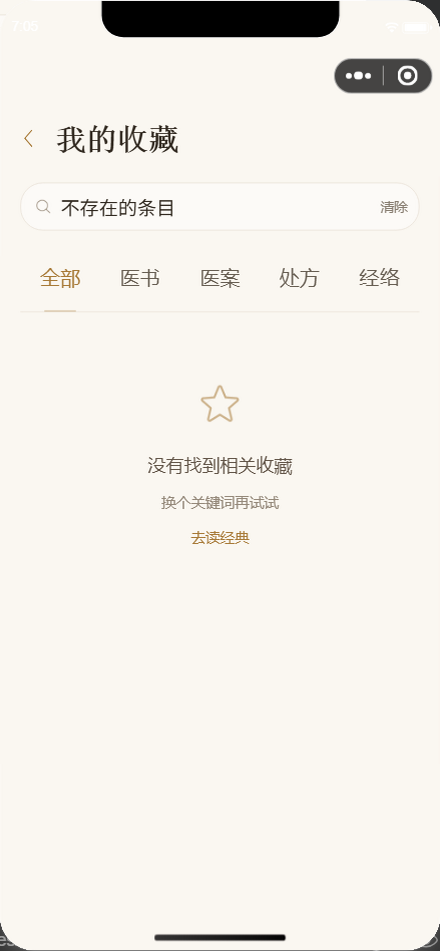 7:05
我的收藏
不存在的条目
清除
全部 医书 医案 处方 经络
没有找到相关收藏
换个关键词再试试
去读经典